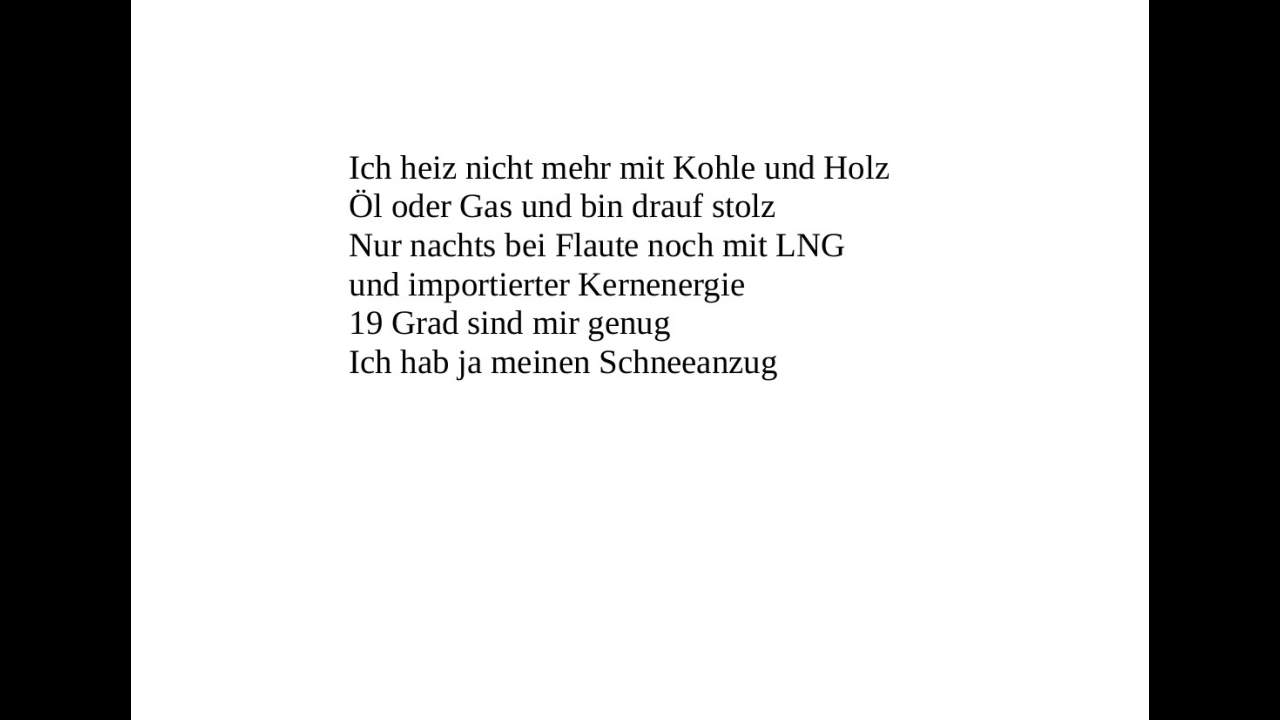 Ich heiz nicht mehr mit Kohle und Holz
Öl oder Gas und bin drauf stolz
Nur nachts bei Flaute noch mit LNG
und importierter Kernenergie
19 Grad sind mir genug
Ich hab ja meinen Schneeanzug